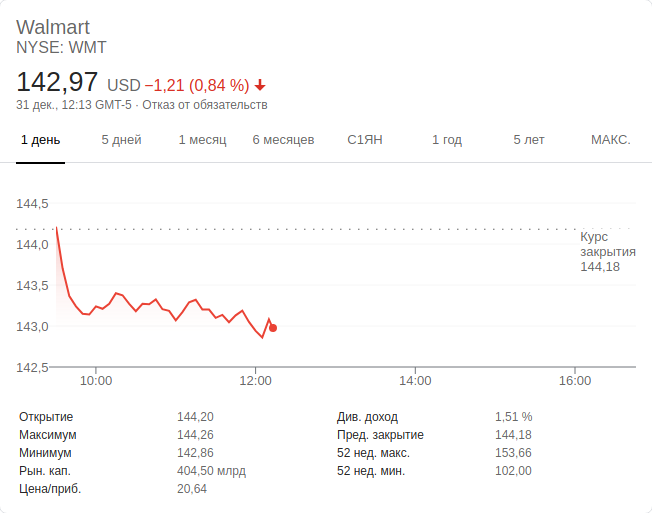 Walmart
NYSE: WMT
142,97 USD −1,21 (0,84 %)
31 дек., 12:13 GMT-5 · Отказ от обязательств
1 день 5 дней 1 месяц 6 месяцев С1ЯН 1 год 5 лет МАКС.
144,5
144,0
143,5
143,0
142,5
Курс
закрытия
144,18
10:00 12:00 14:00 16:00
Открытие 144,20 Див. доход 1,51 %
Максимум 144,26 Пред. закрытие 144,18
Минимум 142,86 52 нед. макс. 153,66
Рын. кап. 404,50 млрд 52 нед. мин. 102,00
Цена/приб. 20,64